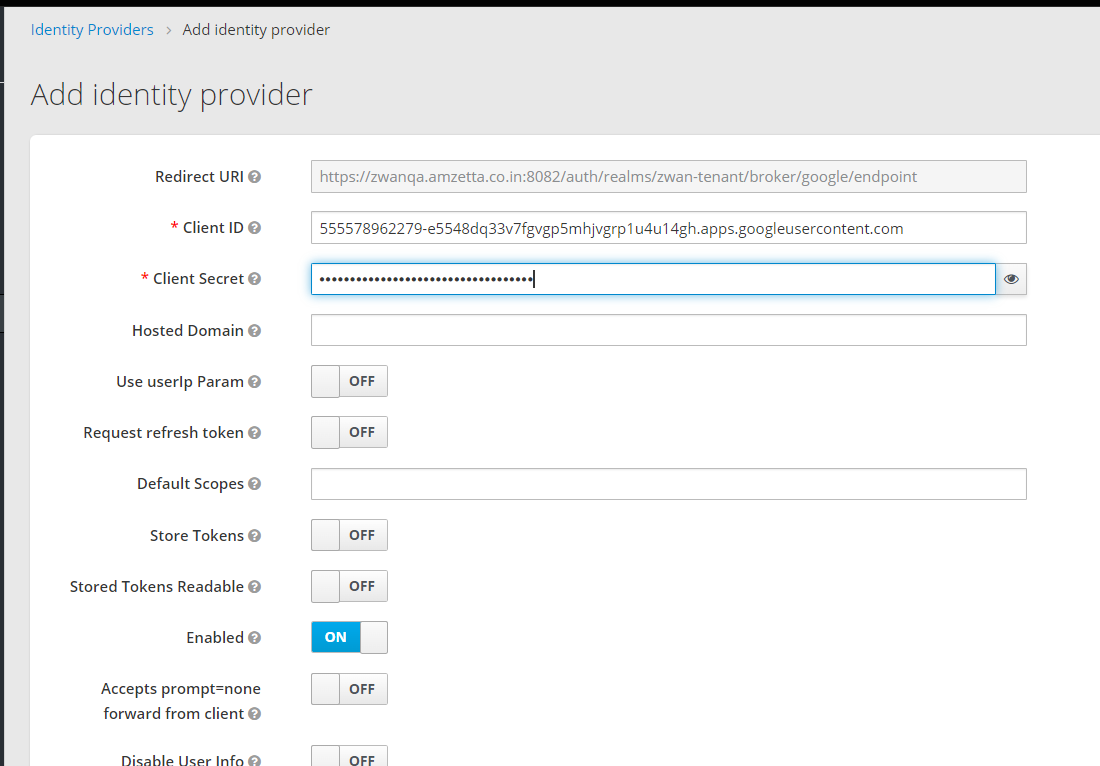 Identity Providers > Add identity provider
Add identity provider
Redirect URI
https://zwanqa.amzetta.co.in:8082/auth/realms/zwan-tenant/broker/google/endpoint
* Client ID
555578962279-e5548dq33v7fgvgp5mhjvgrp1u4u14gh.apps.googleusercontent.com
* Client Secret
••••••••••••••••••••••••••••••••••••
Hosted Domain
Use userIp Param
OFF
Request refresh token
OFF
Default Scopes
Store Tokens
OFF
Stored Tokens Readable
OFF
Enabled
ON
Accepts prompt=none
forward from client
OFF
Disable User Info
OFF